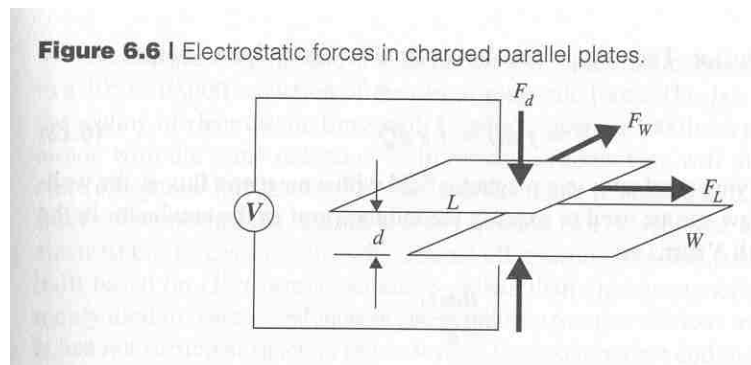 Figure 6.6 | Electrostatic forces in charged parallel plates.
F_d
F_W
F_L
L
V
d
W